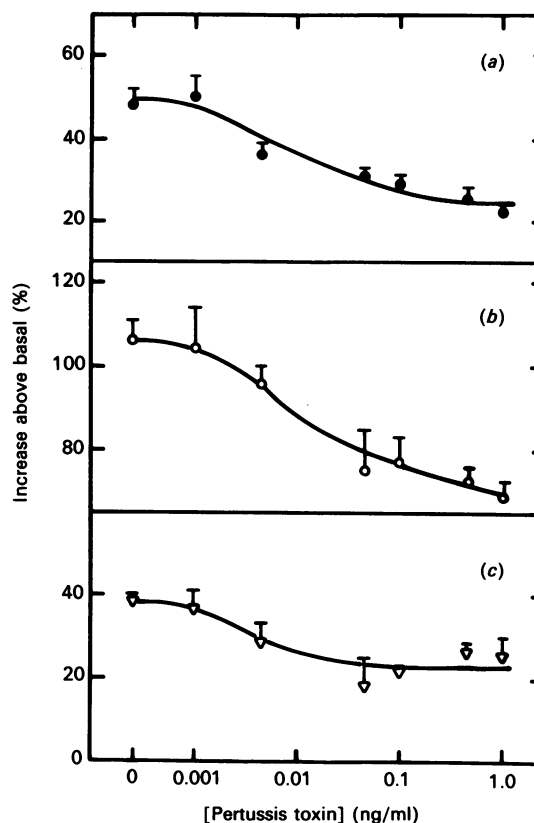 60
(a)
40
20
120
(b)
100
80
40
(c)
20
0
0 0.001 0.01 0.1 1.0
[Pertussis toxin] (ng/ml)
Increase above basal (%)